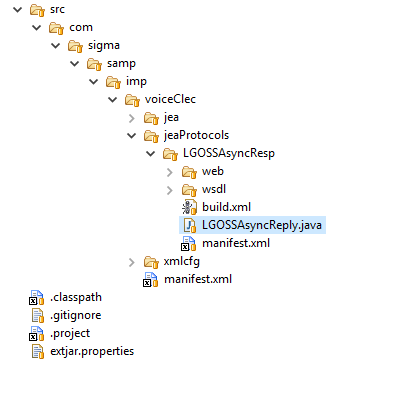 src
com
sigma
samp
imp
voiceClec
jea
jeaProtocols
LGOSSAsyncResp
web
wsdl
build.xml
LGOSSAsyncReply.java
manifest.xml
xmlcfg
manifest.xml
.classpath
.gitignore
.project
extjar.properties